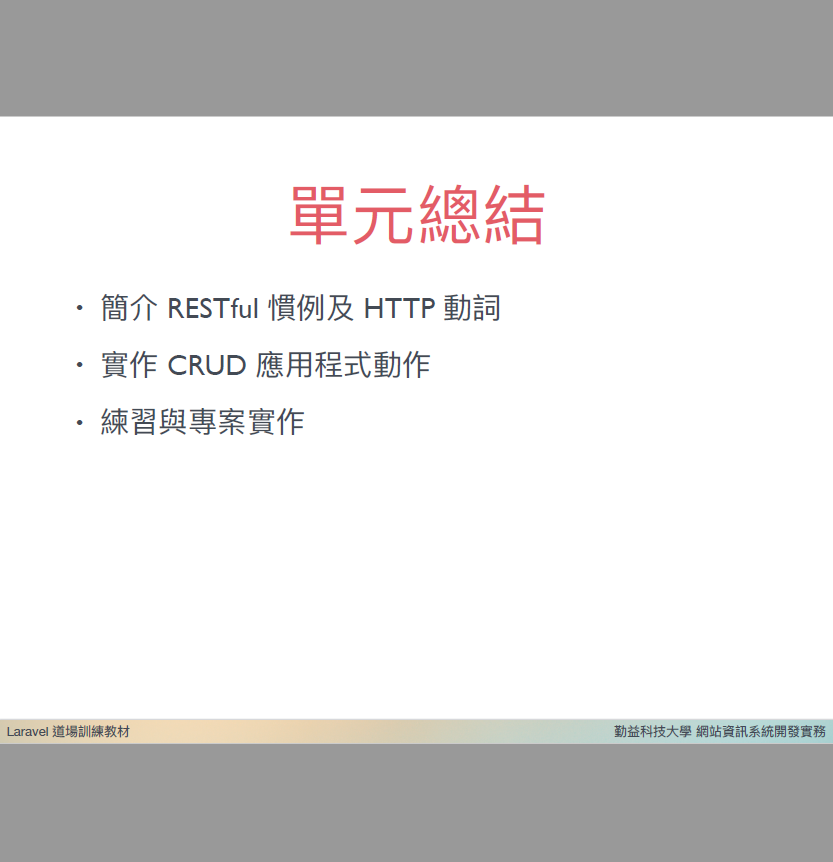 單元總結
• 簡介 RESTful 慣例及 HTTP 動詞
• 實作 CRUD 應用程式動作
• 練習與專案實作
Laravel 道場訓練教材
勤益科技大學 網站資訊系統開發實務